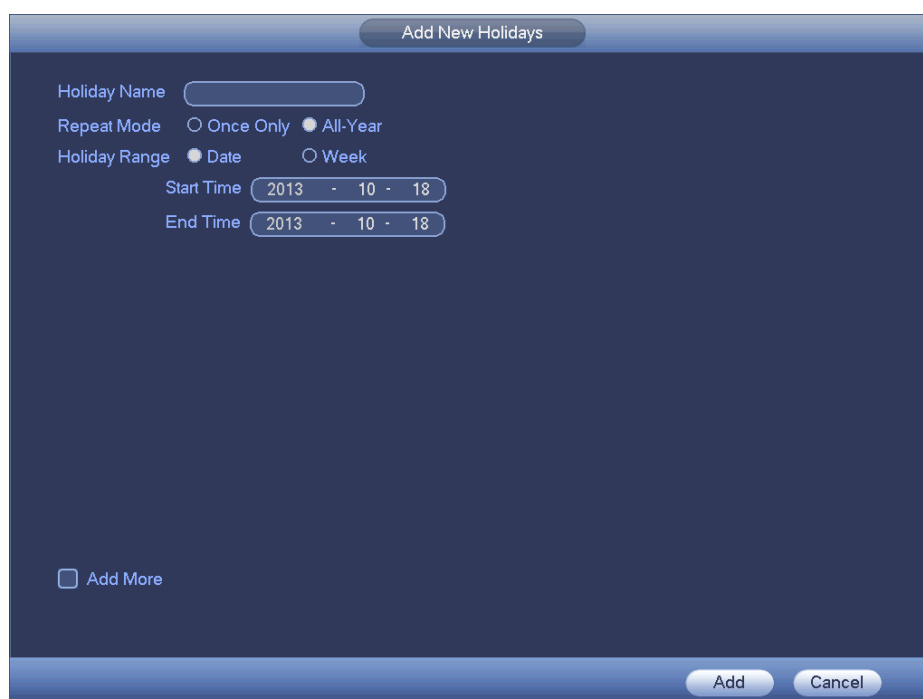 Add New Holidays
Holiday Name
Repeat Mode Once Only All-Year
Holiday Range Date Week
Start Time 2013 - 10 - 18
End Time 2013 - 10 - 18
Add More
Add Cancel